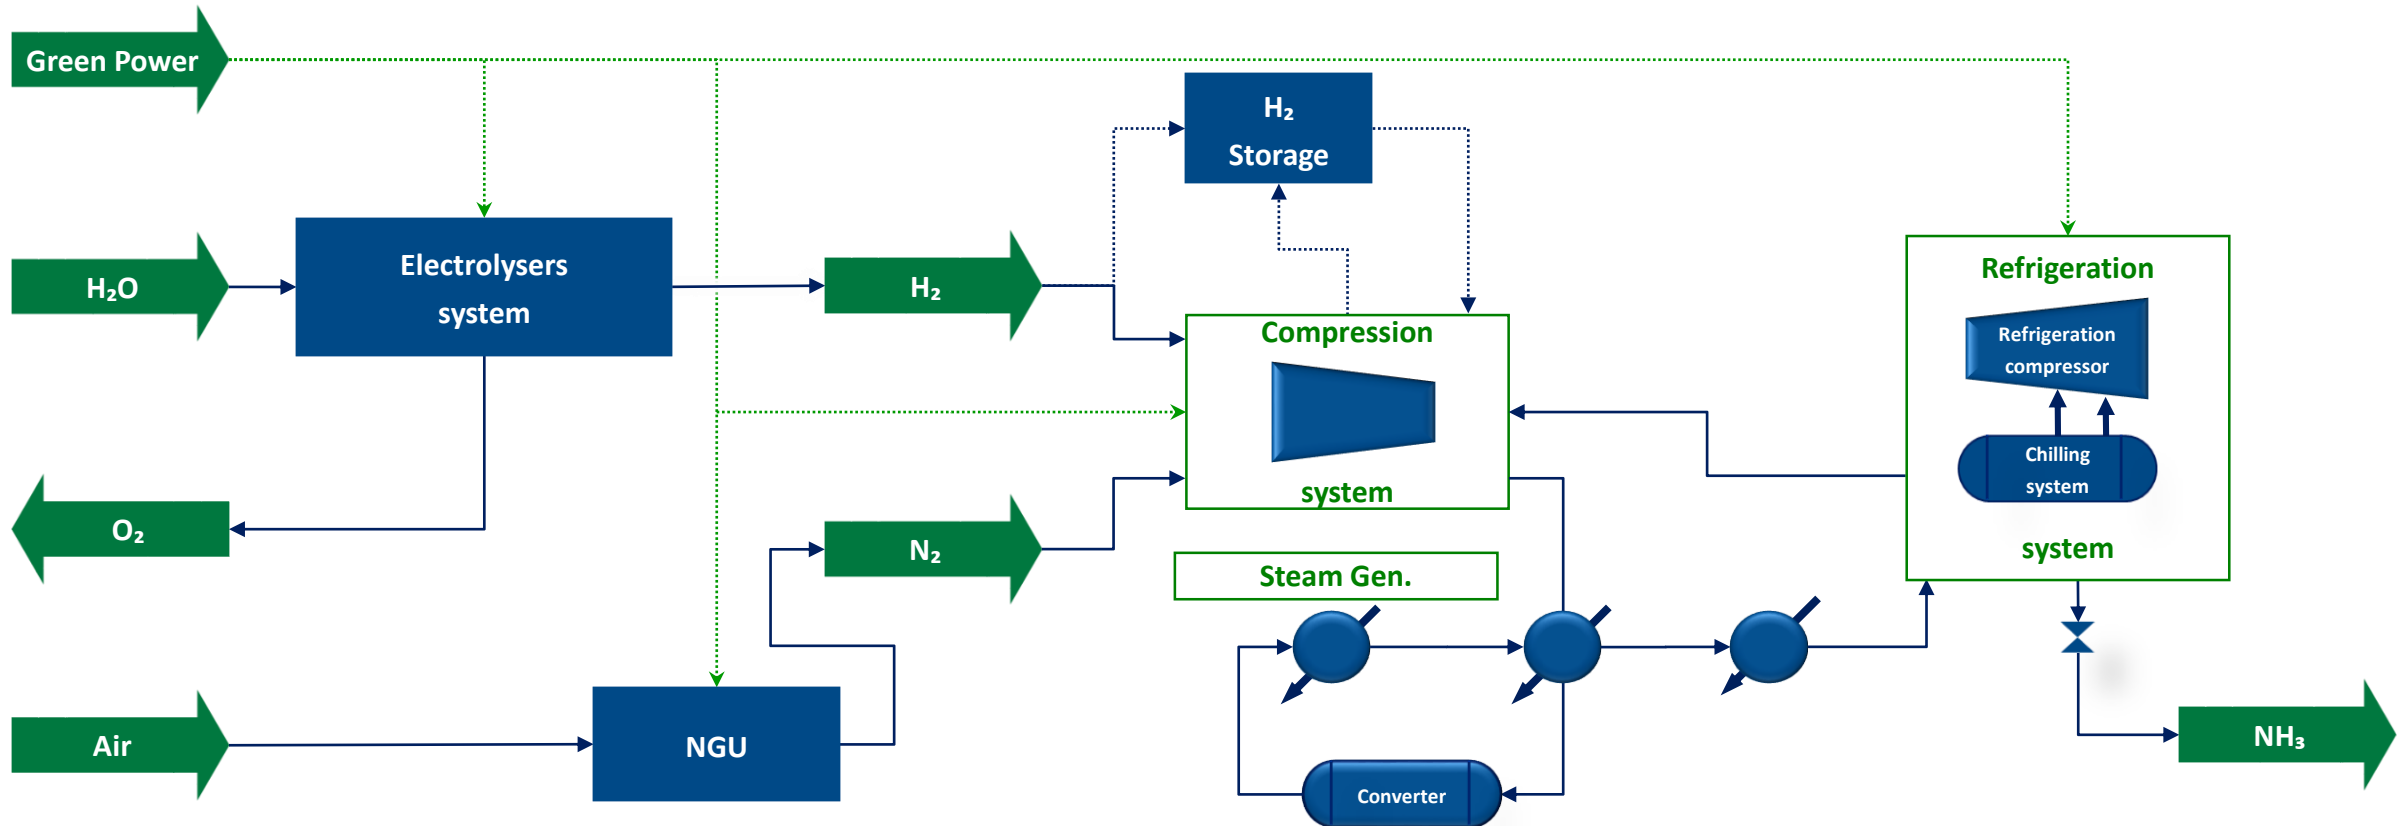 Green Power
H₂
Storage
H₂O
Electrolysers
system
H₂
Refrigeration
Refrigeration
compressor
Chilling
system
system
Compression
system
O₂
N₂
Steam Gen.
Air
NGU
Converter
NH₃